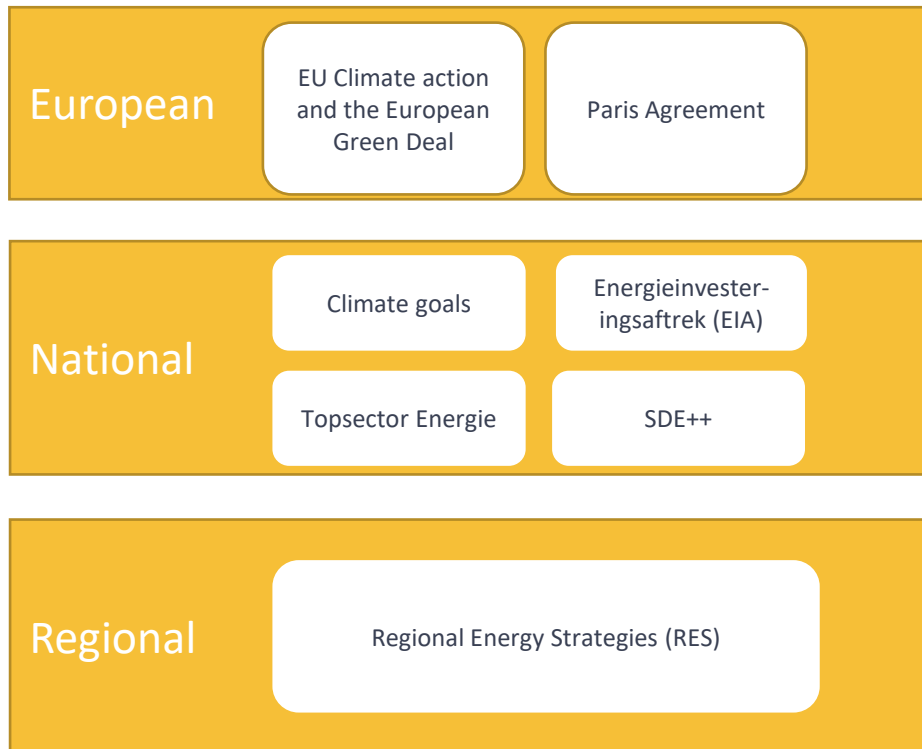 European
EU Climate action
and the European
Green Deal
Paris Agreement
National
Climate goals
Energieinvester-
ingsaftrek (EIA)
Topsector Energie
SDE++
Regional
Regional Energy Strategies (RES)